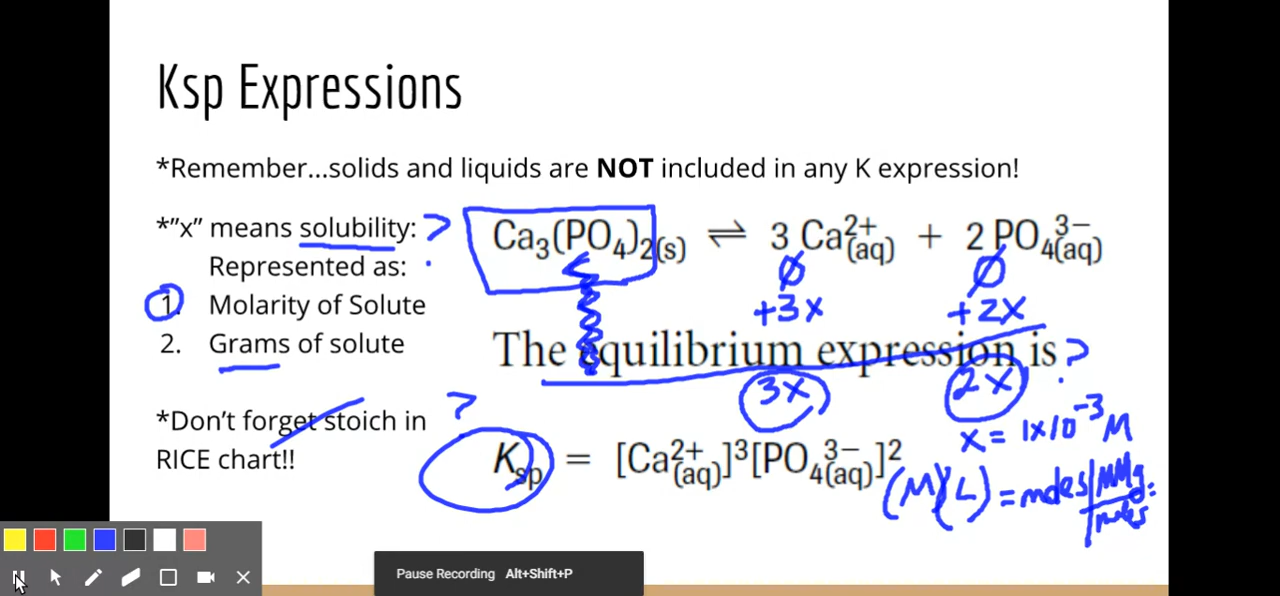 Ksp Expressions
*Remember...solids and liquids are NOT included in any K expression!
*"x" means solubility: ?
Represented as:
1. Molarity of Solute
2. Grams of solute
*Don't forget stoich in
RICE chart!!
Ca₃(PO₄)₂(s) ⇌ 3 Ca²⁺(aq) + 2 PO₄³⁻(aq)
Ø Ø
+3x +2x
The equilibrium expression is ?
3x 2x
?
x = 1x10⁻³ M
Ksp = [Ca²⁺(aq)]³[PO₄³⁻(aq)]²
(M)(L) = moles | MM g
moles
Pause Recording Alt+Shift+P